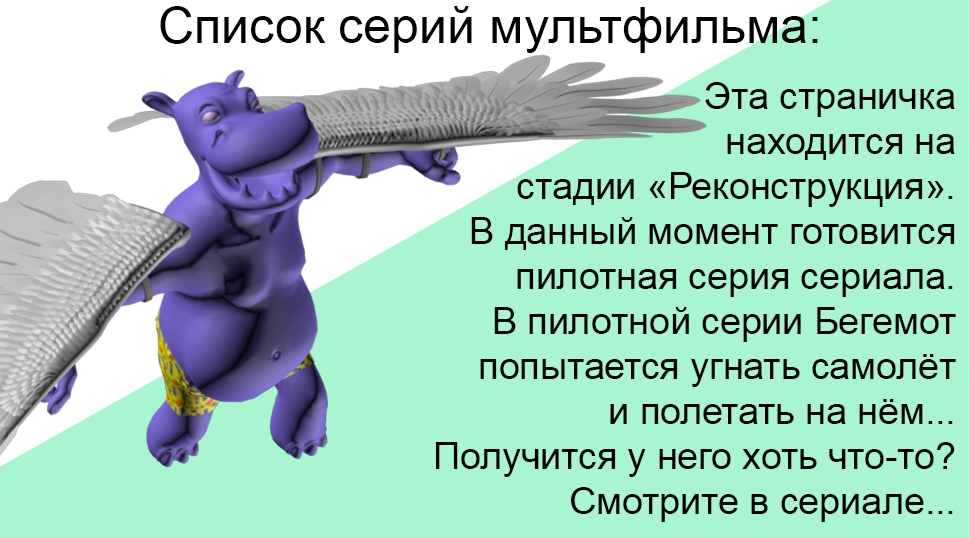 Список серий мультфильма:
Эта страничка
находится на
стадии «Реконструкция».
В данный момент готовится
пилотная серия сериала.
В пилотной серии Бегемот
попытается угнать самолёт
и полетать на нём...
Получится у него хоть что-то?
Смотрите в сериале...